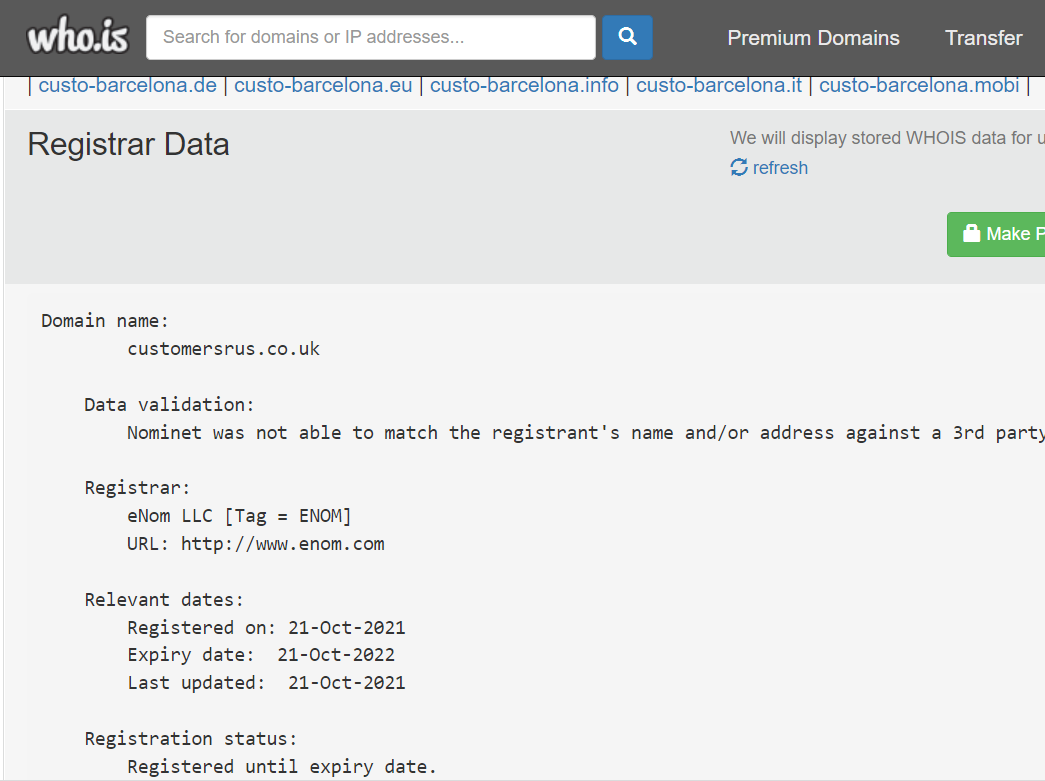 who.is Search for domains or IP addresses... Premium Domains Transfer
| custo-barcelona.de | custo-barcelona.eu | custo-barcelona.info | custo-barcelona.it | custo-barcelona.mobi |
Registrar Data
We will display stored WHOIS data for u
refresh
Make P
Domain name:
customersrus.co.uk
Data validation:
Nominet was not able to match the registrant's name and/or address against a 3rd party
Registrar:
eNom LLC [Tag = ENOM]
URL: http://www.enom.com
Relevant dates:
Registered on: 21-Oct-2021
Expiry date: 21-Oct-2022
Last updated: 21-Oct-2021
Registration status:
Registered until expiry date.